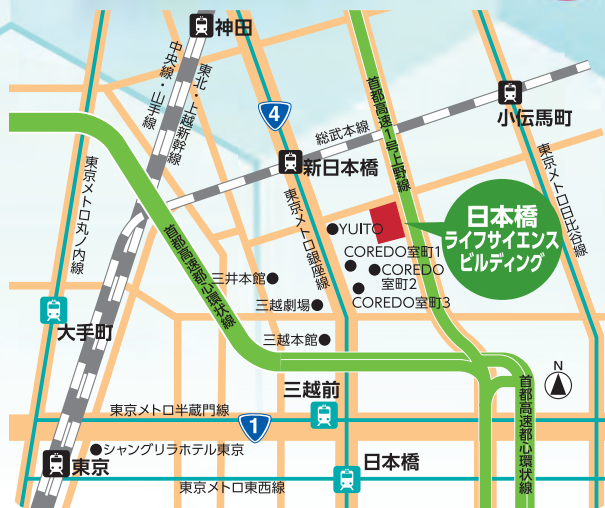 神田
中央線・山手線
東北・上越新幹線
4
首都高速1号上野線
小伝馬町
総武本線
新日本橋
東京メトロ丸ノ内線
東京メトロ銀座線
東京メトロ日比谷線
首都高速都心環状線
YUITO
日本橋
ライフサイエンス
ビルディング
COREDO室町1
COREDO
室町2
COREDO室町3
三井本館
三越劇場
三越本館
大手町
三越前
N
首都高速都心環状線
東京メトロ半蔵門線
1
シャングリラホテル東京
東京
日本橋
東京メトロ東西線